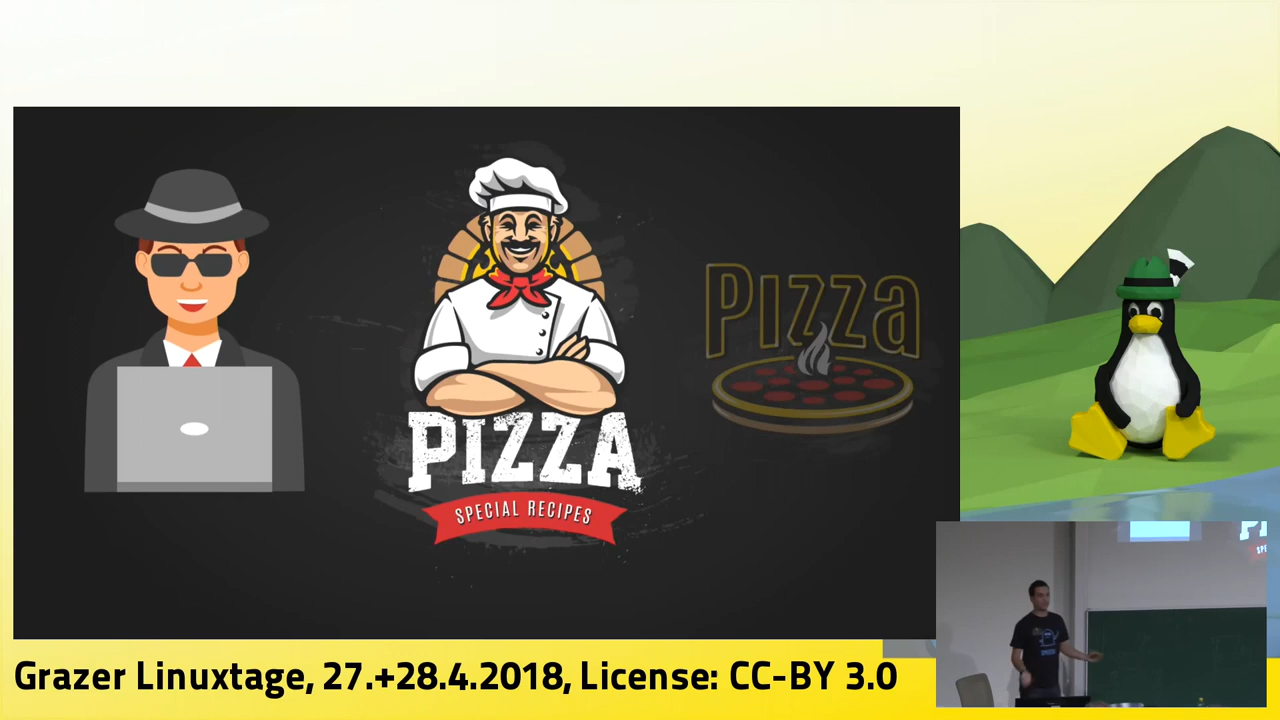 Pizza
PIZZA
SPECIAL RECIPES
Grazer Linuxtage, 27.+28.4.2018, License: CC-BY 3.0